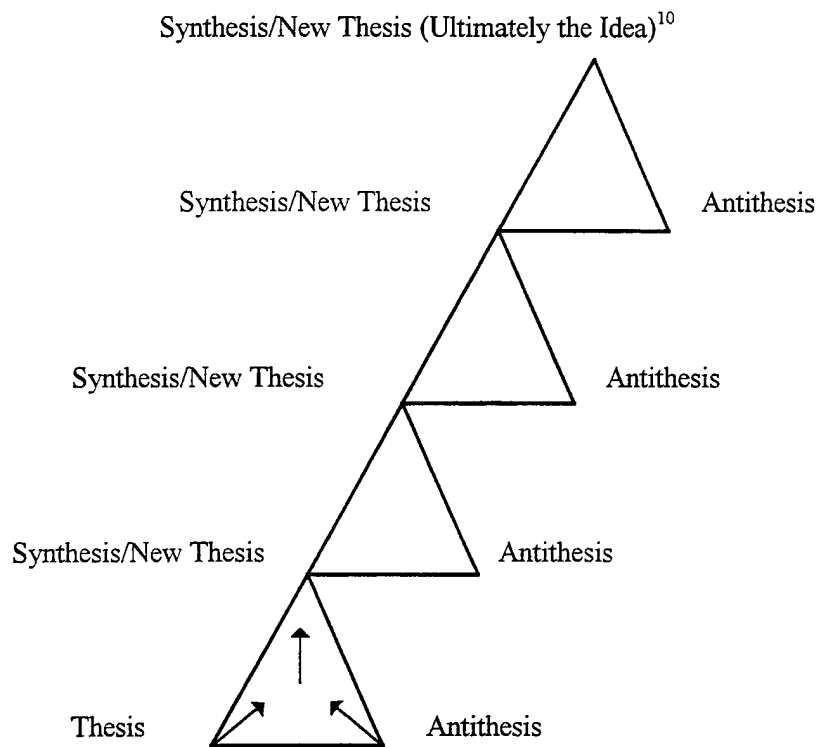 Synthesis/New Thesis (Ultimately the Idea)¹⁰
Synthesis/New Thesis Antithesis
Synthesis/New Thesis Antithesis
Synthesis/New Thesis Antithesis
Thesis Antithesis